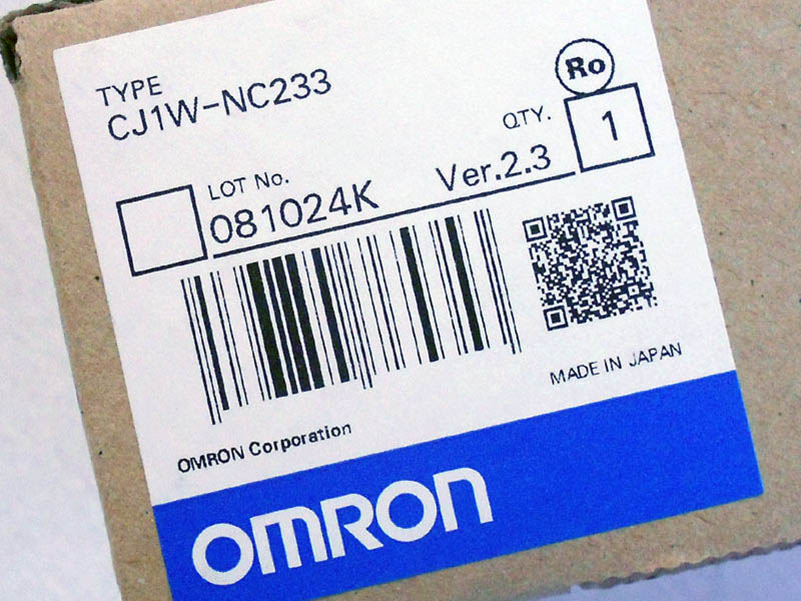 TYPE
CJ1W-NC233
Ro
QTY.
1
LOT No.
081024K
Ver.2.3
MADE IN JAPAN
OMRON Corporation
OMRON